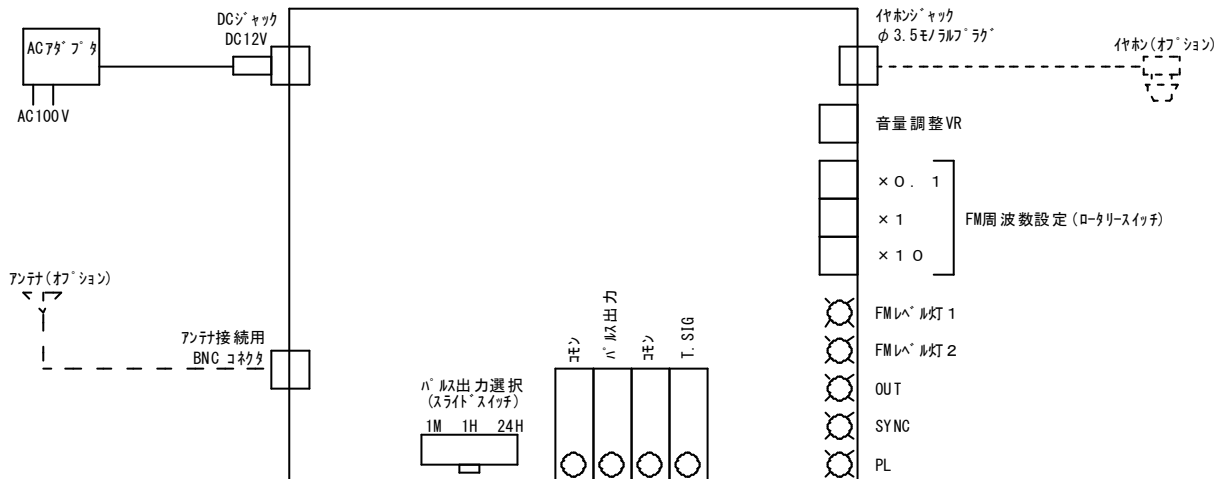 DCジャック
DC12V
ACアダプタ
AC100V
イヤホンジャック
φ3.5モノラルプラグ
イヤホン(オプション)
音量調整VR
×0.1
×1
×10
FM周波数設定(ロータリースイッチ)
アンテナ(オプション)
アンテナ接続用
BNC コネクタ
パルス出力選択
(スライドスイッチ)
1M 1H 24H
コモン
パルス出力
コモン
T.SIG
FMレベル灯1
FMレベル灯2
OUT
SYNC
PL